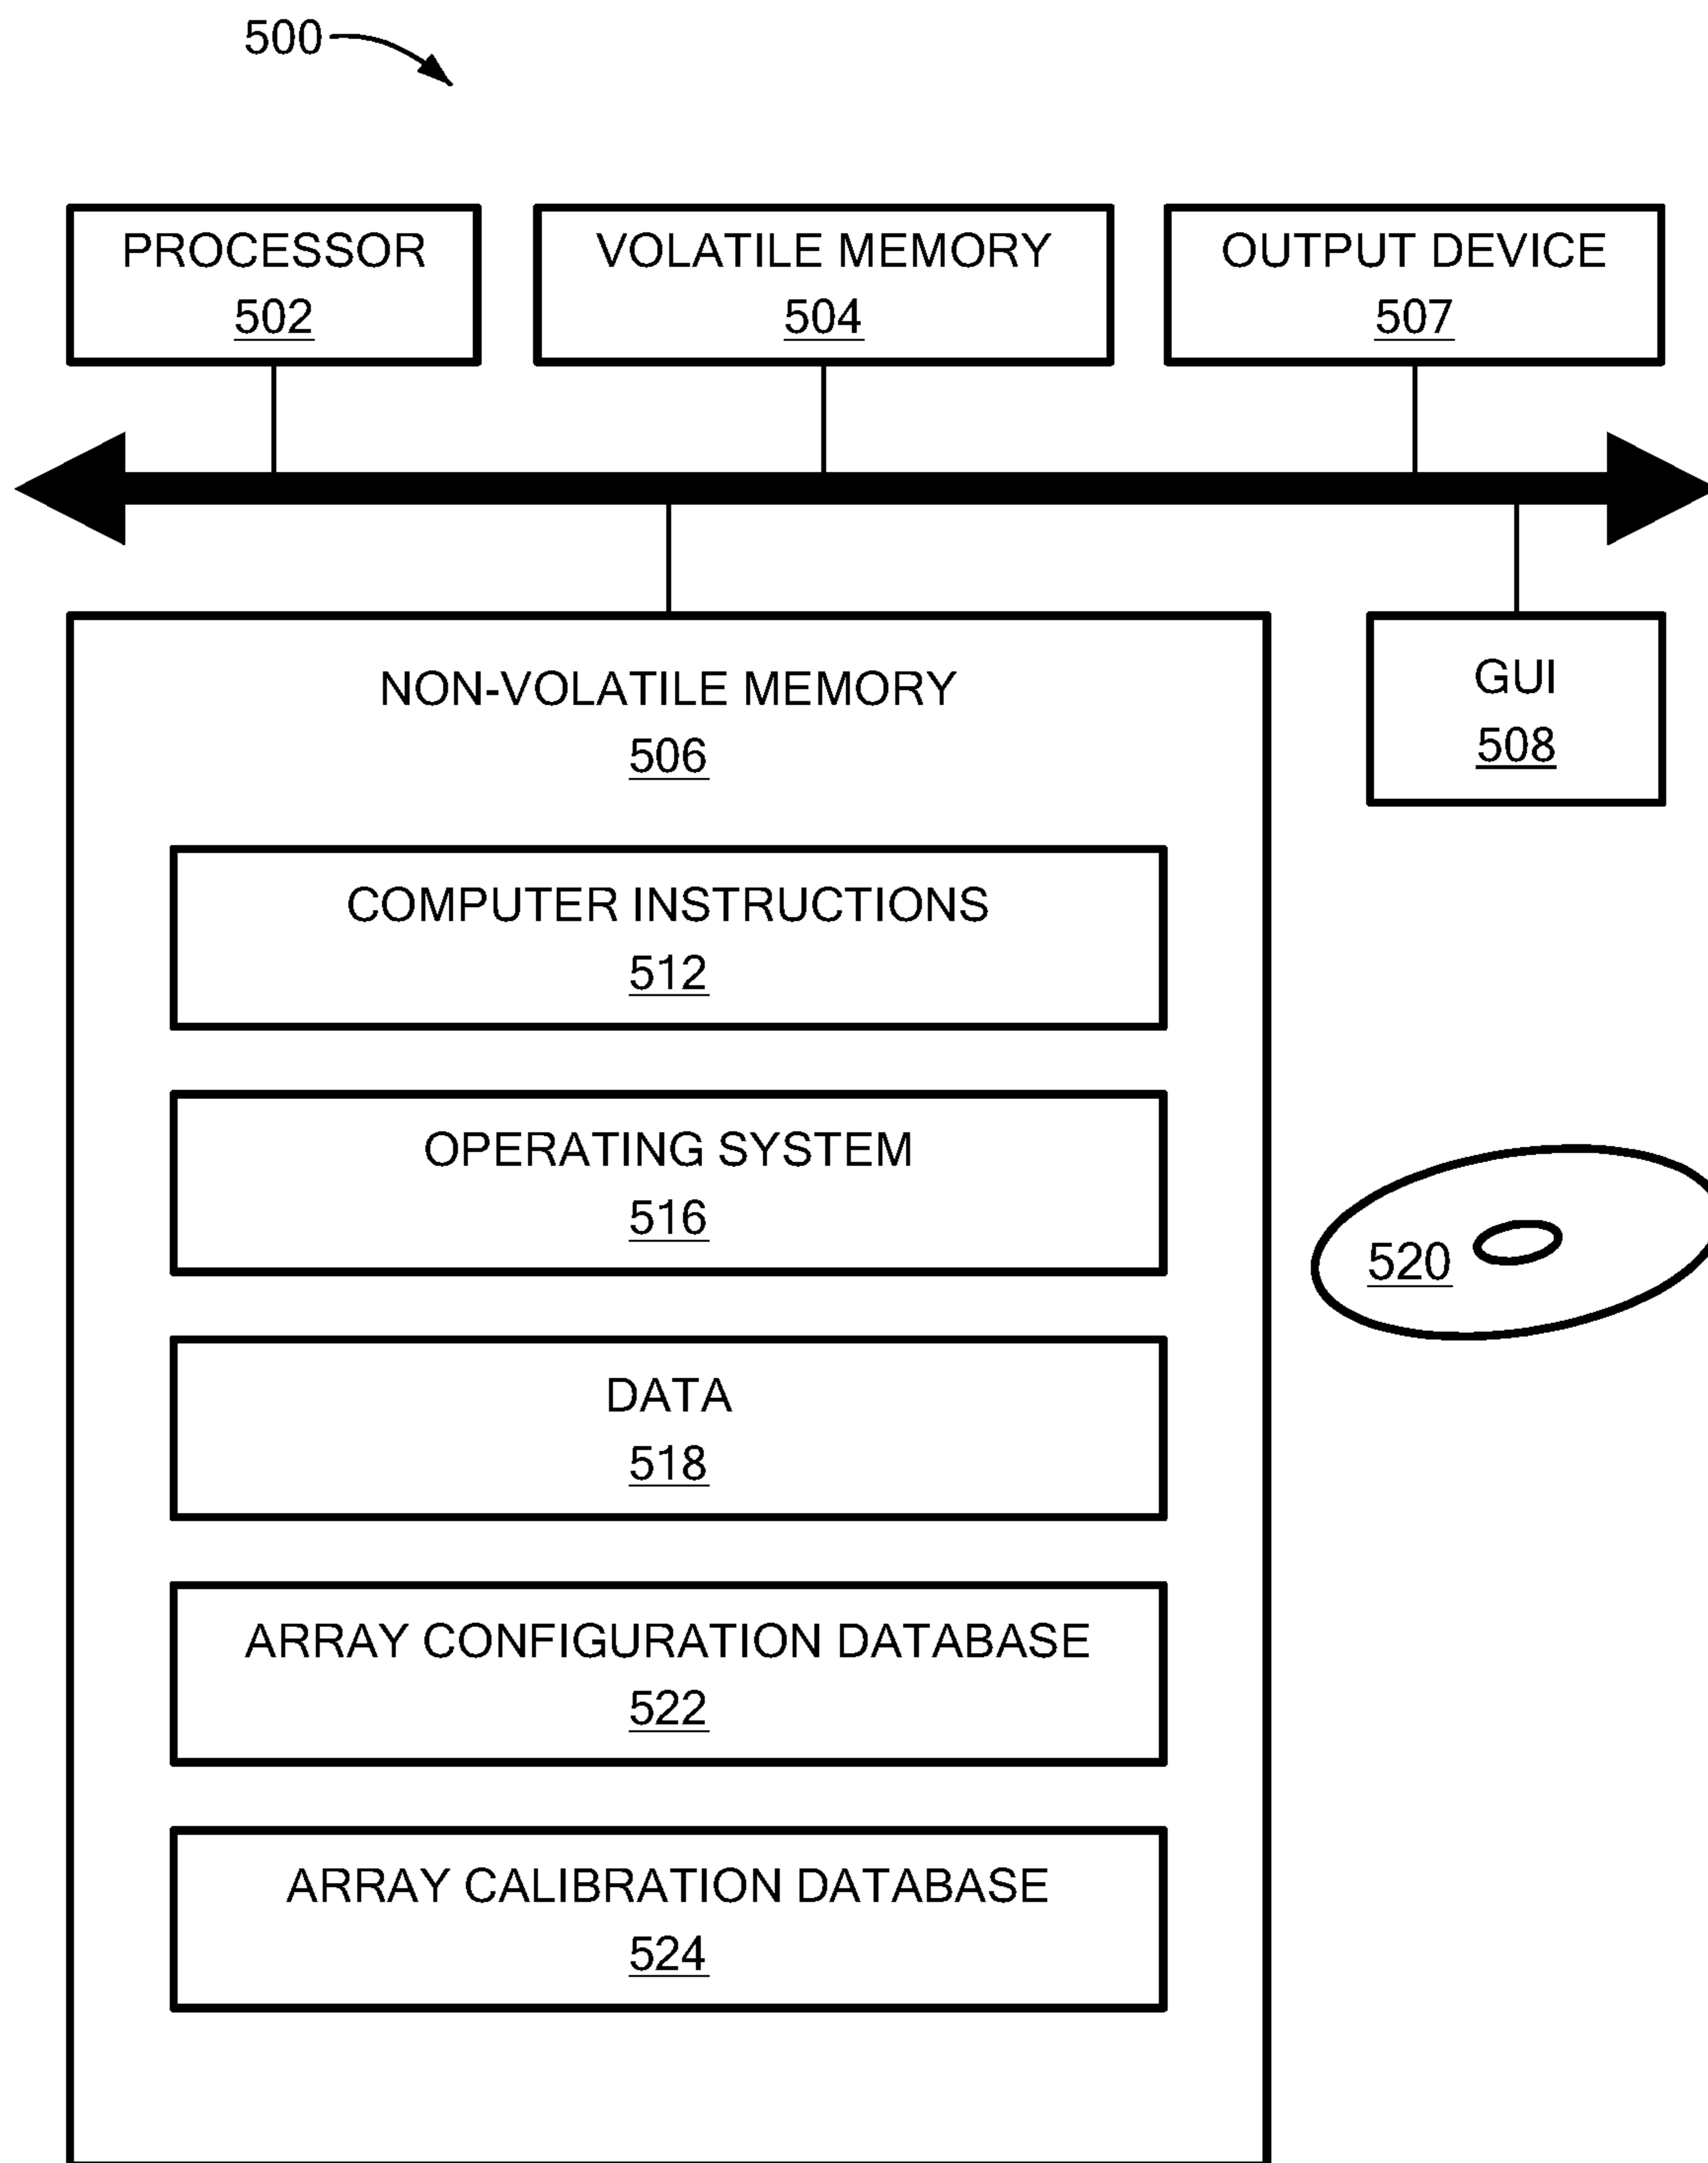 500
PROCESSOR
502
VOLATILE MEMORY
504
OUTPUT DEVICE
507
NON-VOLATILE MEMORY
506
GUI
508
COMPUTER INSTRUCTIONS
512
OPERATING SYSTEM
516
520
DATA
518
ARRAY CONFIGURATION DATABASE
522
ARRAY CALIBRATION DATABASE
524